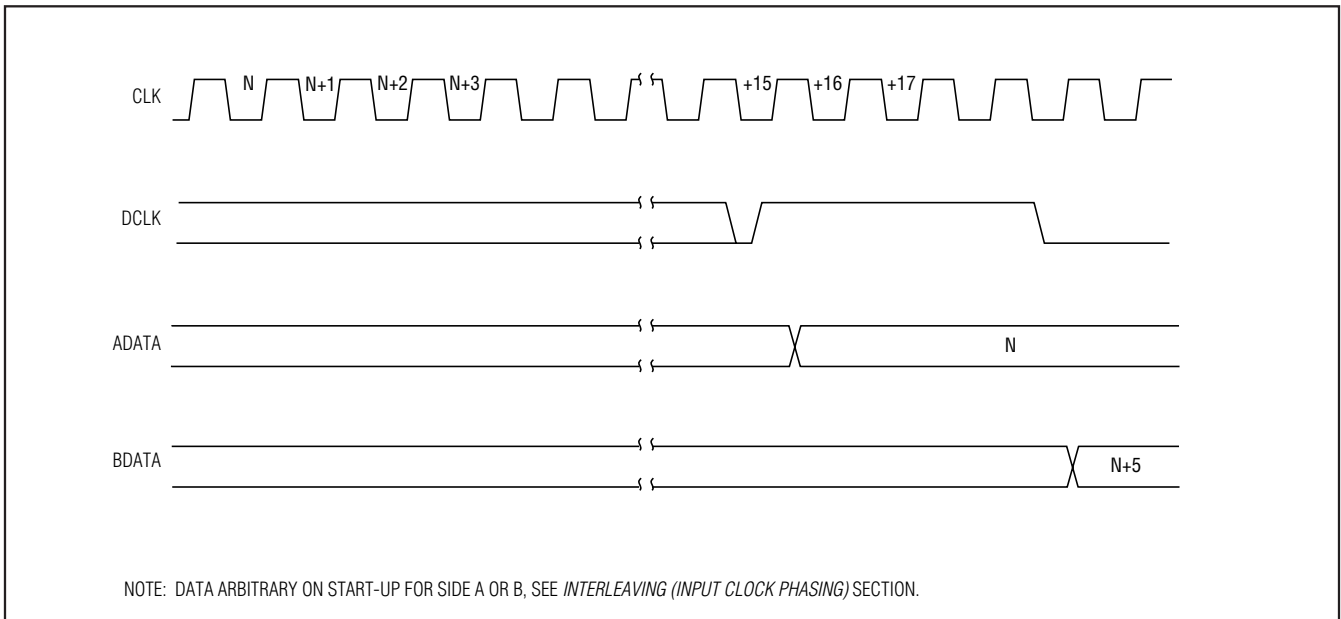 CLK N N+1 N+2 N+3 +15 +16 +17
DCLK
ADATA N
BDATA N+5
NOTE: DATA ARBITRARY ON START-UP FOR SIDE A OR B, SEE INTERLEAVING (INPUT CLOCK PHASING) SECTION.